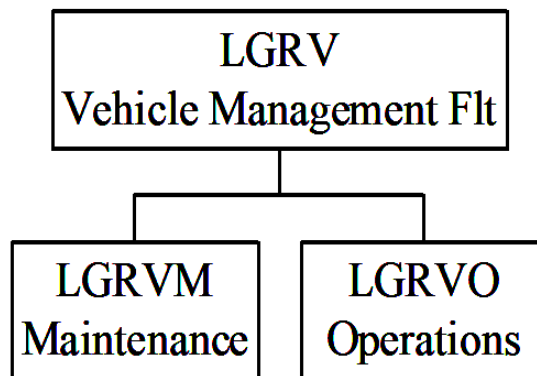 LGRV
Vehicle Management Flt
LGRVM
Maintenance
LGRVO
Operations